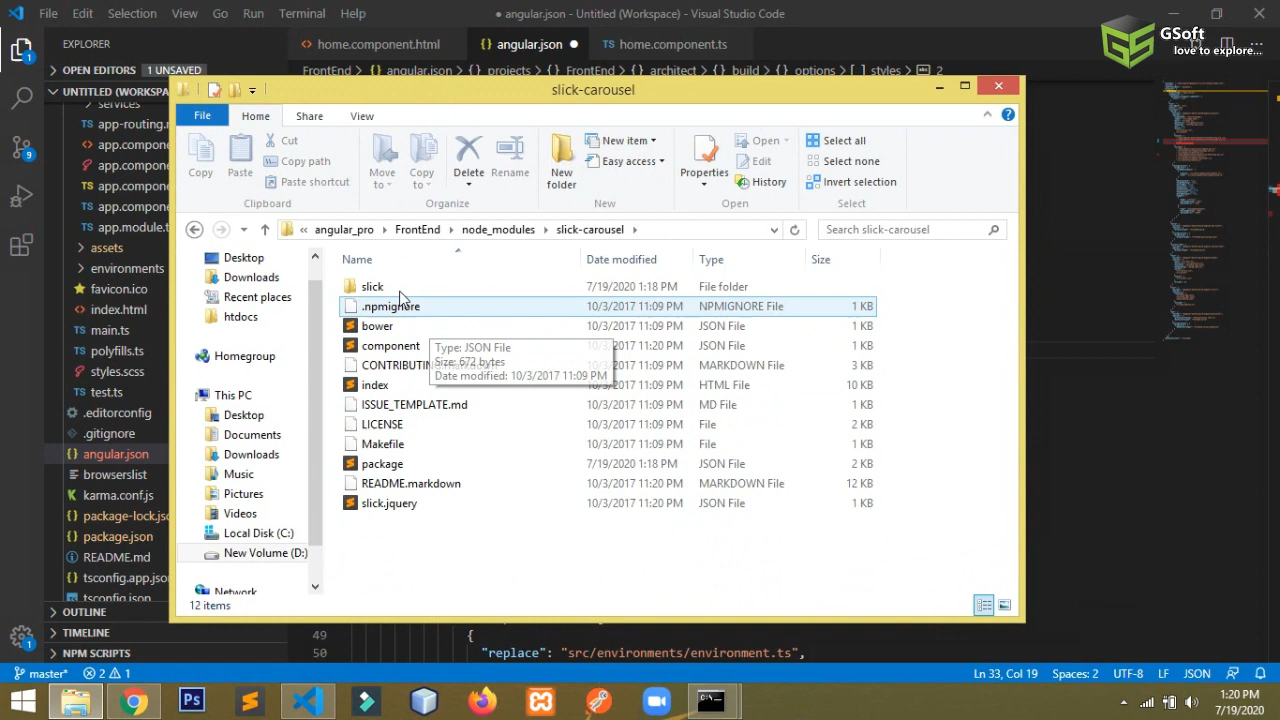 File Edit Selection View Go Run Terminal Help
● angular.json - Untitled (Workspace) - Visual Studio Code
GSoft
love to explore...
EXPLORER
home.component.html
angular.json
home.component.ts
OPEN EDITORS 1 UNSAVED
FrontEnd > angular.json > projects > FrontEnd > architect > build > options > styles > 2
UNTITLED (WORKSPA
services
app-routing.m
app.compone
app.compone
app.compone
app.compone
app.module.t
assets
environments
favicon.ico
index.html
main.ts
polyfills.ts
styles.scss
test.ts
.editorconfig
.gitignore
angular.json
browserslist
karma.conf.js
package-lock.js
package.json
README.md
tsconfig.app.jso
tsconfig.json
OUTLINE
TIMELINE
NPM SCRIPTS
slick-carousel
File Home Share View
Copy Paste
Cut
Copy path
Paste shortcut
Clipboard
Move to
Copy to
Delete Rename
Organize
New folder
New item
Easy access
New
Properties
Open
Edit
History
Open
Select all
Select none
Invert selection
Select
« angular_pro FrontEnd node_modules slick-carousel
Search slick-carousel
Name Date modified Type Size
slick 7/19/2020 1:18 PM File folder
.npmignore 10/3/2017 11:09 PM NPMIGNORE File 1 KB
bower 10/3/2017 11:09 PM JSON File 1 KB
component 10/3/2017 11:20 PM JSON File 1 KB
CONTRIBUTIN 10/3/2017 11:09 PM MARKDOWN File 3 KB
index 10/3/2017 11:09 PM HTML File 10 KB
ISSUE_TEMPLATE.md 10/3/2017 11:09 PM MD File 1 KB
LICENSE 10/3/2017 11:09 PM File 2 KB
Makefile 10/3/2017 11:09 PM File 1 KB
package 7/19/2020 1:18 PM JSON File 2 KB
README.markdown 10/3/2017 11:20 PM MARKDOWN File 12 KB
slick.jquery 10/3/2017 11:20 PM JSON File 1 KB
Type: JSON File
Size: 672 bytes
Date modified: 10/3/2017 11:09 PM
Desktop
Downloads
Recent places
htdocs
Homegroup
This PC
Desktop
Documents
Downloads
Music
Pictures
Videos
Local Disk (C:)
New Volume (D:)
Network
12 items
49 {
50 "replace": "src/environments/environment.ts",
master* 2 1
Ln 33, Col 19 Spaces: 2 UTF-8 LF JSON
1
9
1
Ps
1:20 PM
7/19/2020